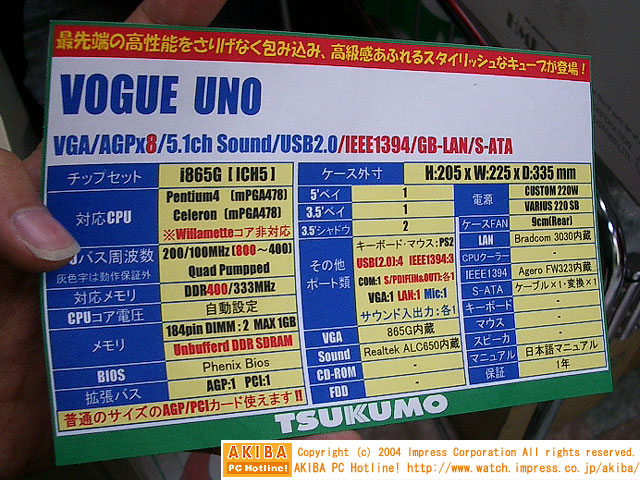 最先端の高性能をさりげなく包み込み、高級感あふれるスタイリッシュなキューブが登場！
VOGUE UNO
VGA/AGPx8/5.1ch Sound/USB2.0/IEEE1394/GB-LAN/S-ATA
チップセット i865G [ ICH5 ]
対応CPU Pentium4 (mPGA478)
Celeron (mPGA478)
※Willametteコア非対応
バス周波数 200/100MHz (800～400)
灰色字は動作保証外 Quad Pumpped
対応メモリ DDR400/333MHz
CPUコア電圧 自動設定
メモリ 184pin DIMM : 2 MAX 1GB
Unbufferd DDR SDRAM
BIOS Phenix Bios
拡張バス AGP:1 PCI:1
普通のサイズのAGP/PCIカード使えます!!
ケース外寸 H:205 x W:225 x D:335 mm
5'ベイ 1
3.5'ベイ 1
3.5'シャドウ 2
その他ポート類 キーボード・マウス:PS2
USB(2.0):4 IEEE1394:3
COM:1 S/PDIF(IN&OUT):各1
VGA:1 LAN:1 Mic:1
サウンド入出力:各1
VGA 865G内蔵
Sound Realtek ALC650内蔵
CD-ROM -
FDD -
電源 CUSTOM 220W
VARIUS 220 SB
ケースFAN 9cm(Rear)
LAN Bradcom 3030内蔵
CPUクーラー -
IEEE1394 Agero FW323内蔵
S-ATA ケーブル×1・変換×1
キーボード -
マウス -
スピーカ -
マニュアル 日本語マニュアル
保証 1年
TSUKUMO
AKIBA PC Hotline!
Copyright (c) 2004 Impress Corporation All rights reserved.
AKIBA PC Hotline! http://www.watch.impress.co.jp/akiba/